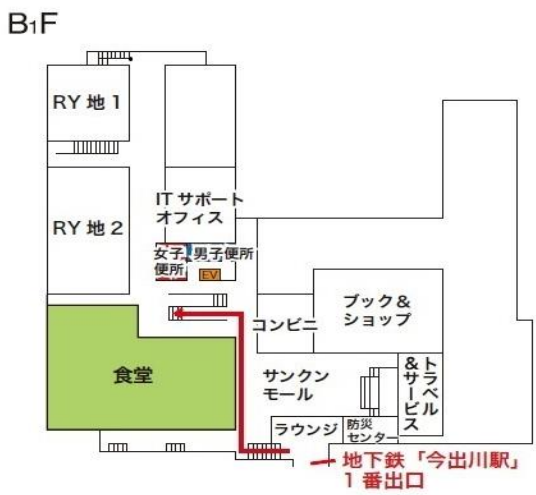 B1F
RY 地 1
IT サポート
オフィス
RY 地 2
女子
便所
男子便所
EV
コンビニ
ブック＆
ショップ
食堂
サンクン
モール
トラベル
＆サービス
ラウンジ
防災
センター
地下鉄「今出川駅」
1 番出口